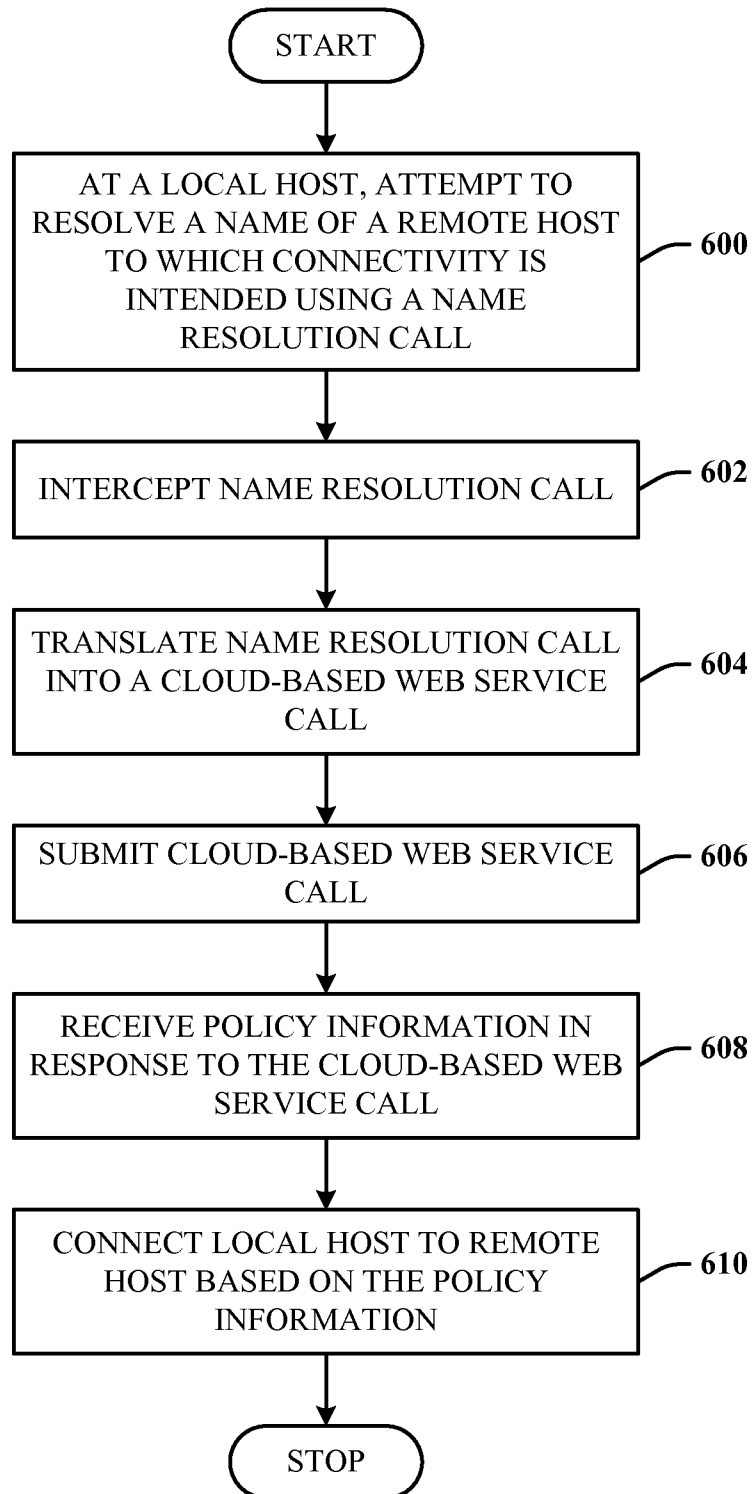 START
AT A LOCAL HOST, ATTEMPT TO
RESOLVE A NAME OF A REMOTE HOST
TO WHICH CONNECTIVITY IS
INTENDED USING A NAME
RESOLUTION CALL
600
INTERCEPT NAME RESOLUTION CALL
602
TRANSLATE NAME RESOLUTION CALL
INTO A CLOUD-BASED WEB SERVICE
CALL
604
SUBMIT CLOUD-BASED WEB SERVICE
CALL
606
RECEIVE POLICY INFORMATION IN
RESPONSE TO THE CLOUD-BASED WEB
SERVICE CALL
608
CONNECT LOCAL HOST TO REMOTE
HOST BASED ON THE POLICY
INFORMATION
610
STOP